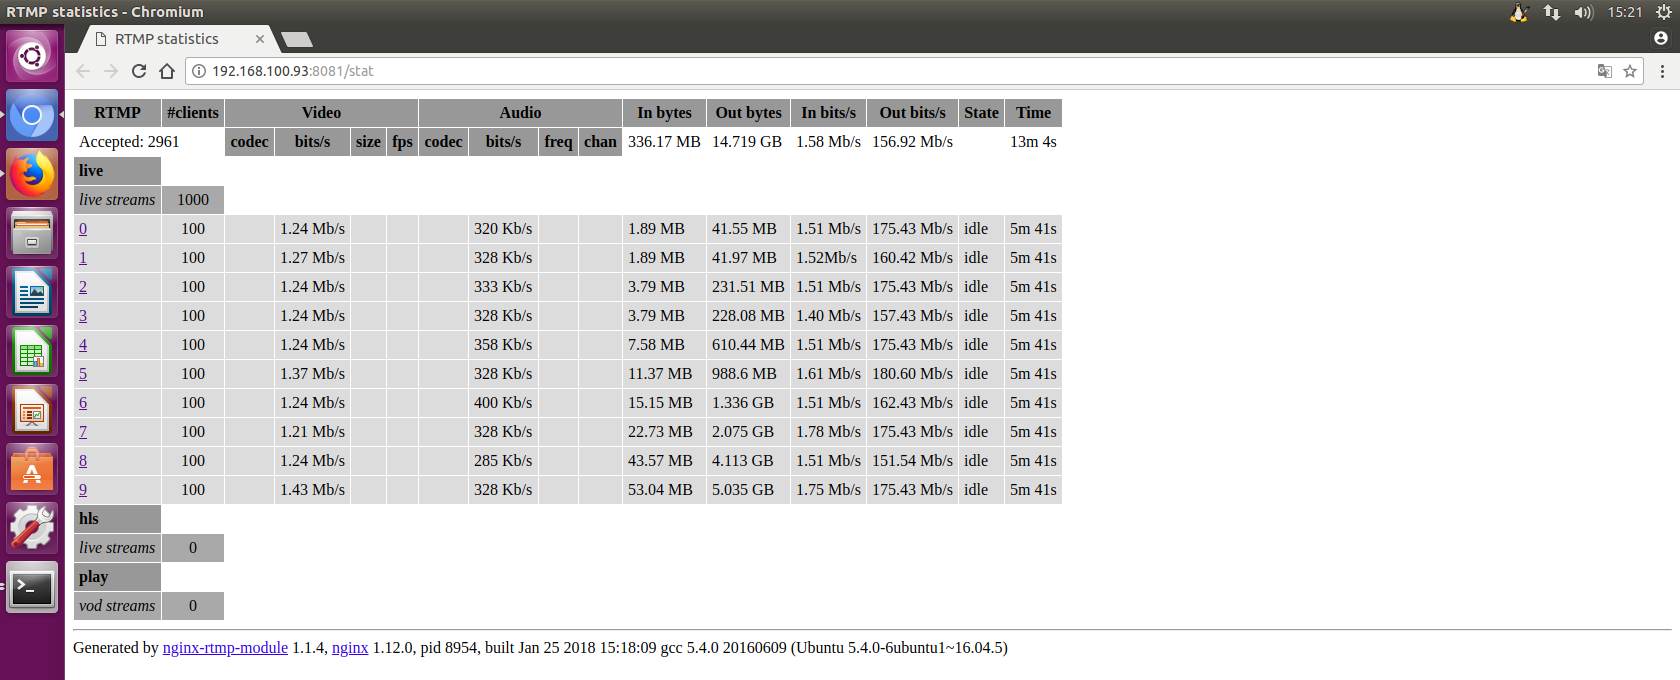 RTMP statistics - Chromium
15:21
RTMP statistics
192.168.100.93:8081/stat
RTMP #clients Video Audio In bytes Out bytes In bits/s Out bits/s State Time
Accepted: 2961 codec bits/s size fps codec bits/s freq chan 336.17 MB 14.719 GB 1.58 Mb/s 156.92 Mb/s 13m 4s
live
live streams 1000
0 100 1.24 Mb/s 320 Kb/s 1.89 MB 41.55 MB 1.51 Mb/s 175.43 Mb/s idle 5m 41s
1 100 1.27 Mb/s 328 Kb/s 1.89 MB 41.97 MB 1.52Mb/s 160.42 Mb/s idle 5m 41s
2 100 1.24 Mb/s 333 Kb/s 3.79 MB 231.51 MB 1.51 Mb/s 175.43 Mb/s idle 5m 41s
3 100 1.24 Mb/s 328 Kb/s 3.79 MB 228.08 MB 1.40 Mb/s 157.43 Mb/s idle 5m 41s
4 100 1.24 Mb/s 358 Kb/s 7.58 MB 610.44 MB 1.51 Mb/s 175.43 Mb/s idle 5m 41s
5 100 1.37 Mb/s 328 Kb/s 11.37 MB 988.6 MB 1.61 Mb/s 180.60 Mb/s idle 5m 41s
6 100 1.24 Mb/s 400 Kb/s 15.15 MB 1.336 GB 1.51 Mb/s 162.43 Mb/s idle 5m 41s
7 100 1.21 Mb/s 328 Kb/s 22.73 MB 2.075 GB 1.78 Mb/s 175.43 Mb/s idle 5m 41s
8 100 1.24 Mb/s 285 Kb/s 43.57 MB 4.113 GB 1.51 Mb/s 151.54 Mb/s idle 5m 41s
9 100 1.43 Mb/s 328 Kb/s 53.04 MB 5.035 GB 1.75 Mb/s 175.43 Mb/s idle 5m 41s
hls
live streams 0
play
vod streams 0
Generated by nginx-rtmp-module 1.1.4, nginx 1.12.0, pid 8954, built Jan 25 2018 15:18:09 gcc 5.4.0 20160609 (Ubuntu 5.4.0-6ubuntu1~16.04.5)